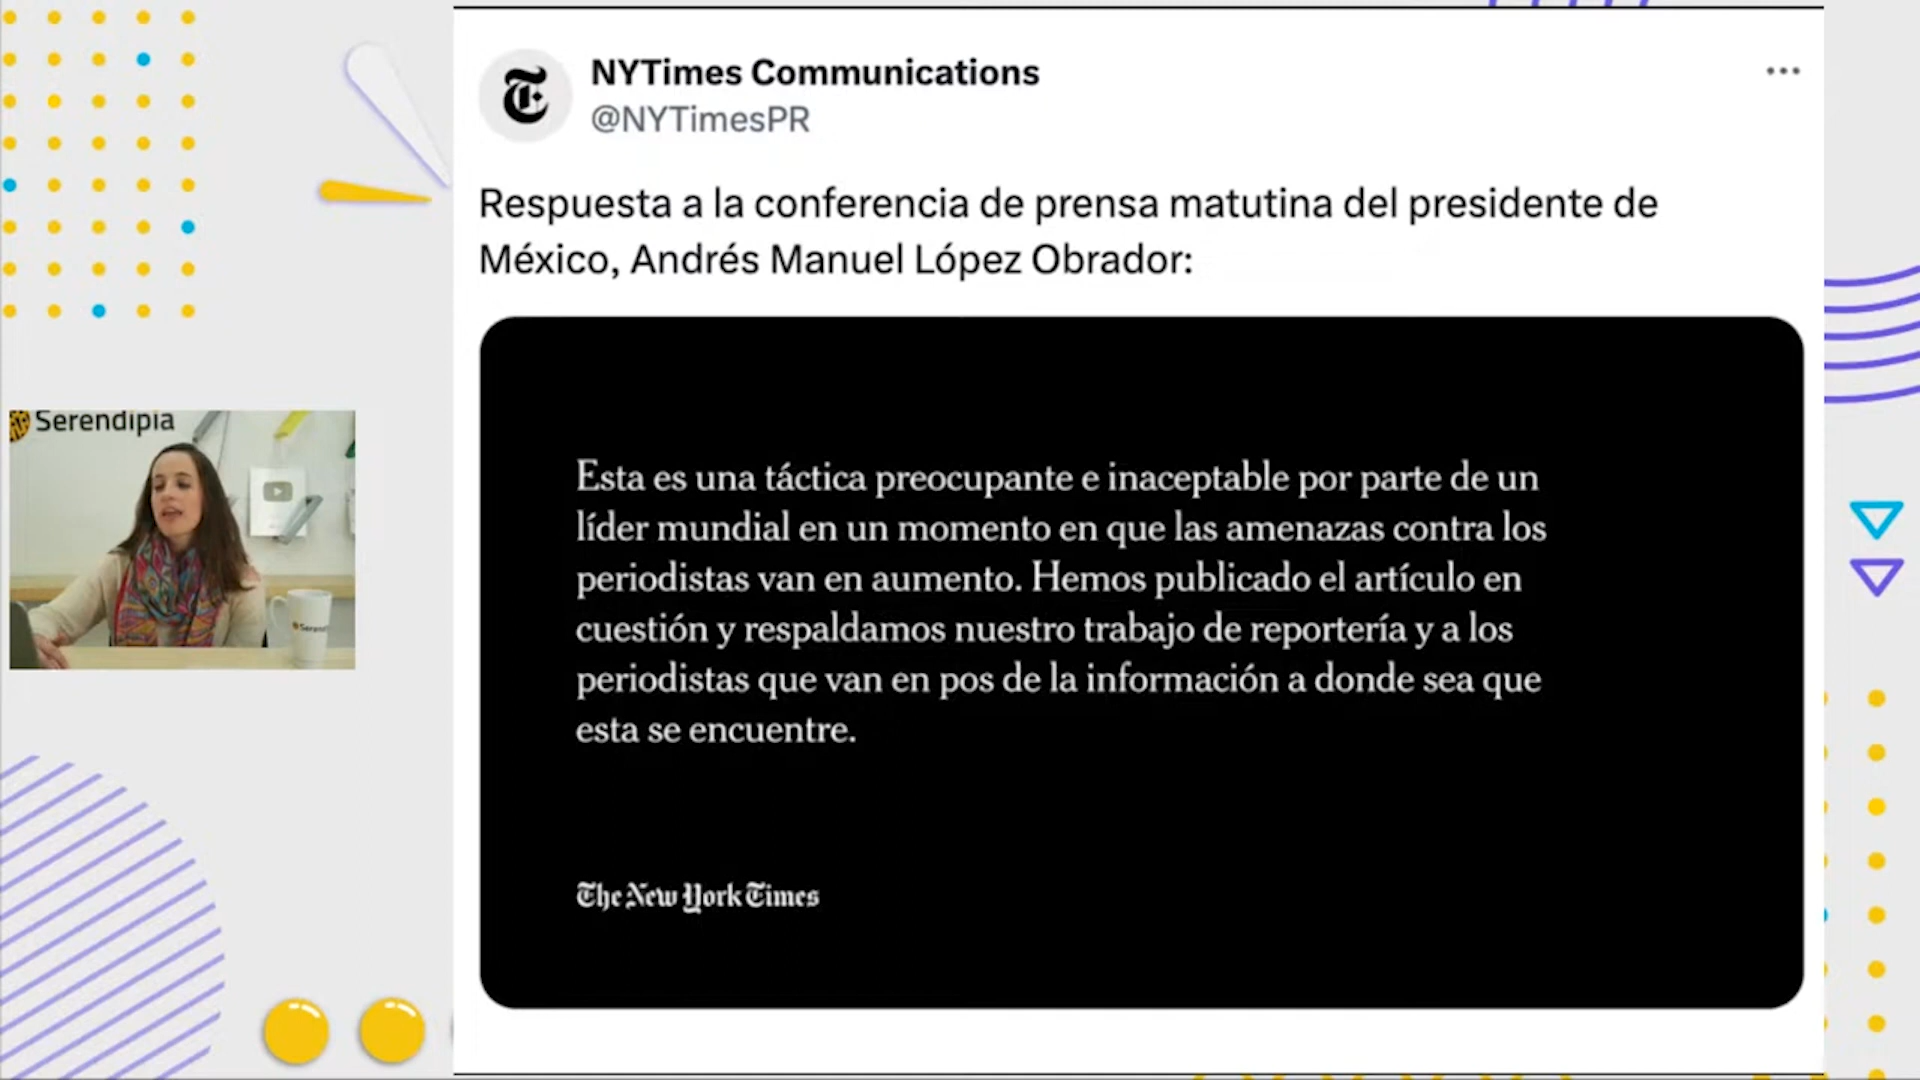 NYTimes Communications
@NYTimesPR
Respuesta a la conferencia de prensa matutina del presidente de
México, Andrés Manuel López Obrador:
Esta es una táctica preocupante e inaceptable por parte de un
líder mundial en un momento en que las amenazas contra los
periodistas van en aumento. Hemos publicado el artículo en
cuestión y respaldamos nuestro trabajo de reportería y a los
periodistas que van en pos de la información a donde sea que
esta se encuentre.
The New York Times
Serendipia